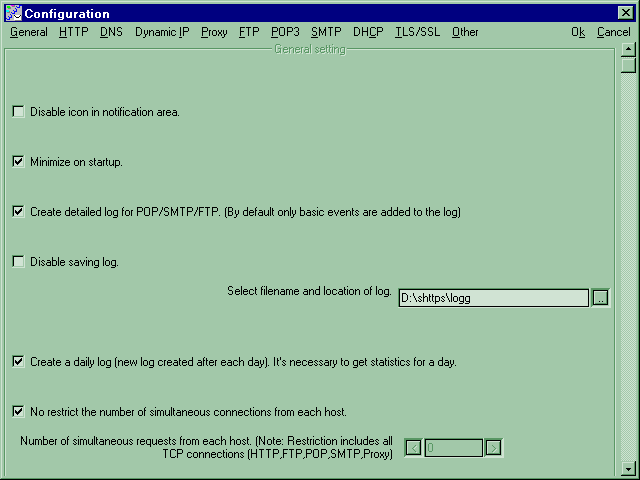 Configuration
General HTTP DNS Dynamic IP Proxy FTP POP3 SMTP DHCP TLS/SSL Other Ok Cancel
General setting
Disable icon in notification area.
Minimize on startup.
Create detailed log for POP/SMTP/FTP. (By default only basic events are added to the log)
Disable saving log.
Select filename and location of log. D:\shttps\logg ..
Create a daily log (new log created after each day). It's necessary to get statistics for a day.
No restrict the number of simultaneous connections from each host.
Number of simultaneous requests from each host. (Note: Restriction includes all < 0 >
TCP connections (HTTP,FTP,POP,SMTP,Proxy)